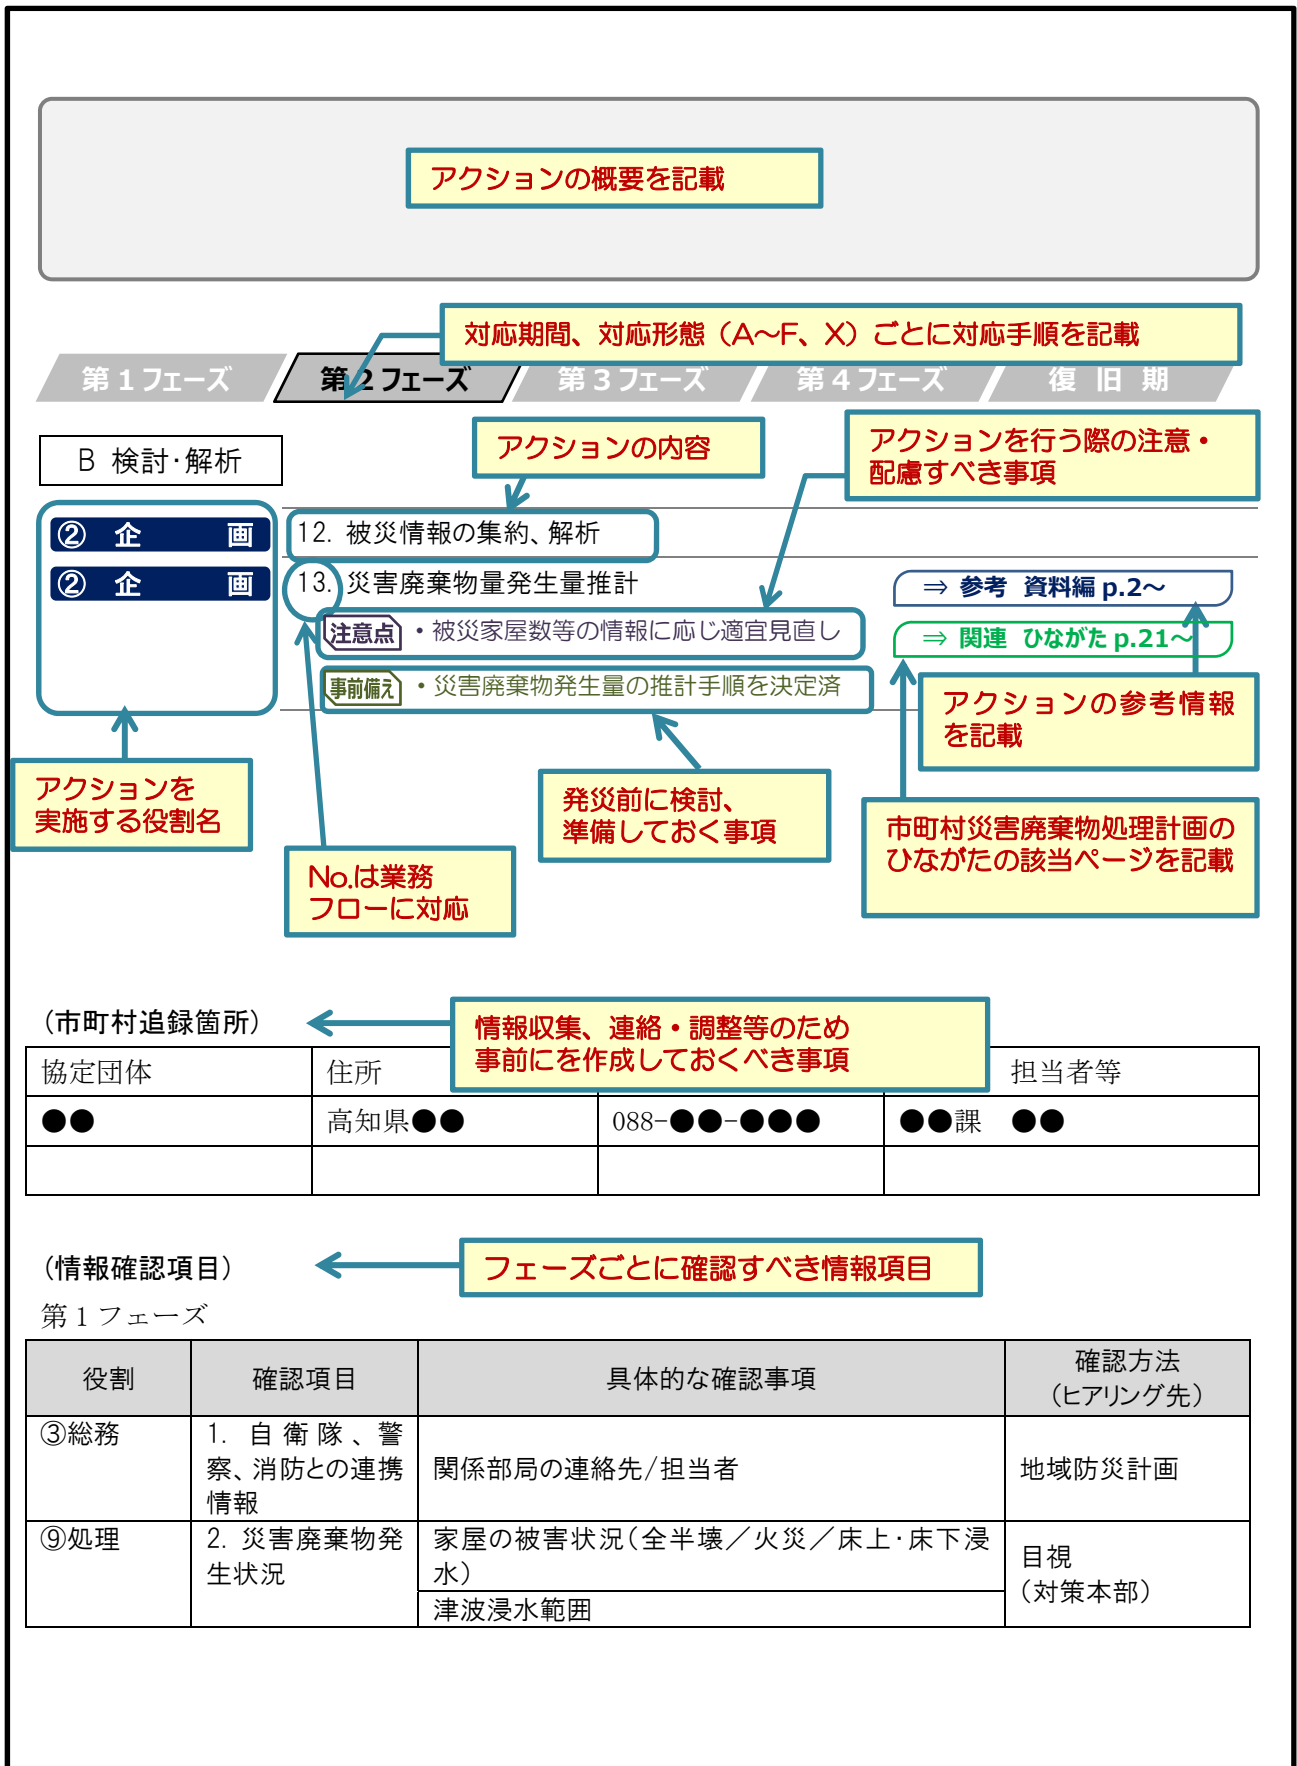 アクションの概要を記載
対応期間、対応形態（A～F、X）ごとに対応手順を記載
第１フェーズ
第２フェーズ
第３フェーズ
第４フェーズ
復 旧 期
B 検討・解析
アクションの内容
アクションを行う際の注意・
配慮すべき事項
② 企 画
12. 被災情報の集約、解析
② 企 画
13. 災害廃棄物量発生量推計
⇒ 参考 資料編 p.2～
注意点 ・被災家屋数等の情報に応じ適宜見直し
⇒ 関連 ひながた p.21～
事前備え ・災害廃棄物発生量の推計手順を決定済
アクションの参考情報
を記載
アクションを
実施する役割名
発災前に検討、
準備しておく事項
市町村災害廃棄物処理計画の
ひながたの該当ページを記載
No.は業務
フローに対応
（市町村追録箇所）
情報収集、連絡・調整等のため
事前にを作成しておくべき事項
協定団体 住所 担当者等
●● 高知県●● 088-●●-●●● ●●課 ●●
（情報確認項目）
フェーズごとに確認すべき情報項目
第１フェーズ
役割 確認項目 具体的な確認事項 確認方法
（ヒアリング先）
③総務 1. 自衛隊、警
察、消防との連携
情報
関係部局の連絡先/担当者
地域防災計画
⑨処理 2. 災害廃棄物発
生状況
家屋の被害状況（全半壊／火災／床上・床下浸
水）
津波浸水範囲
目視
（対策本部）